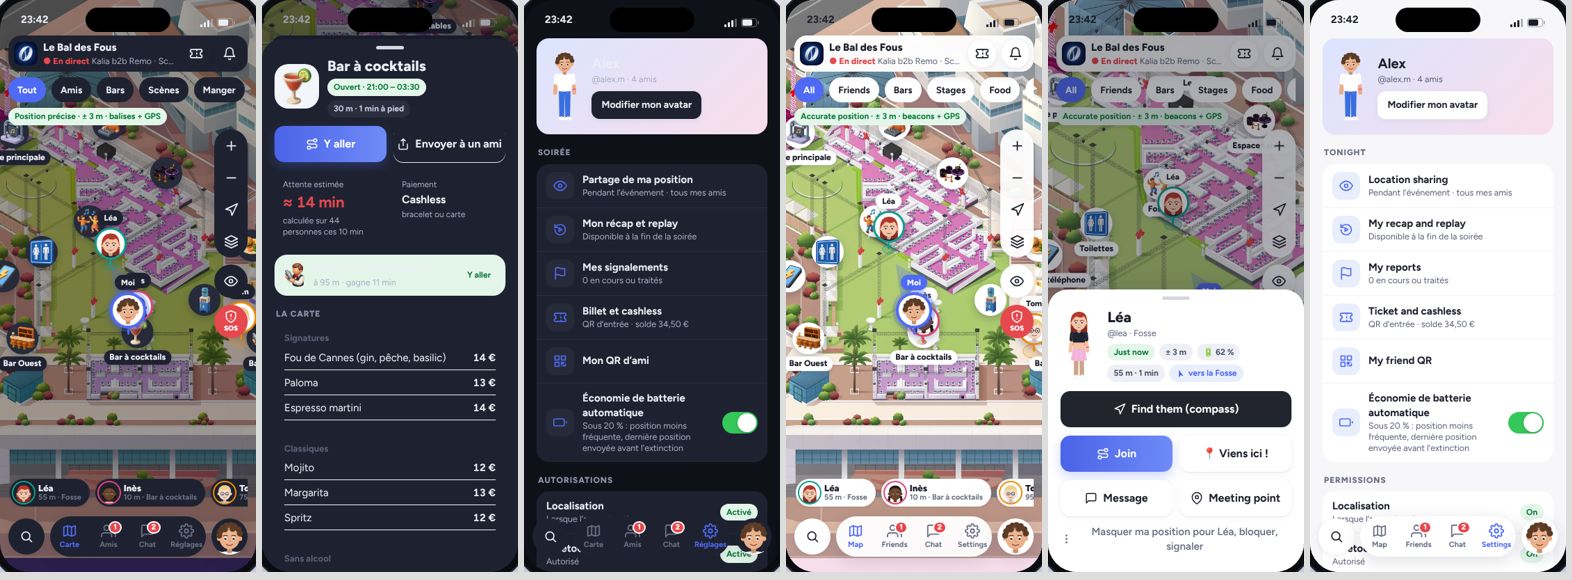 23:42
Le Bal des Fous
En direct Kalia b2b Remo · Sc...
Tout
Amis
Bars
Scènes
Manger
Position précise · ± 3 m · balises + GPS
e principale
Léa
Moi
SOS
Bar à cocktails
Bar Ouest
Léa
55 m · Fosse
Inès
10 m · Bar à cocktails
Carte
Amis
1
Chat
2
Réglages
23:42
Bar à cocktails
Ouvert · 21:00 – 03:30
30 m · 1 min à pied
Y aller
Envoyer à un ami
Attente estimée
≈ 14 min
calculée sur 44
personnes ces 10 min
Paiement
Cashless
bracelet ou carte
à 95 m · gagne 11 min
Y aller
LA CARTE
Signatures
Fou de Cannes (gin, pêche, basilic) 14 €
Paloma 13 €
Espresso martini 14 €
Classiques
Mojito 12 €
Margarita 13 €
Spritz 12 €
Sans alcool
23:42
Alex
@alex.m · 4 amis
Modifier mon avatar
SOIRÉE
Partage de ma position
Pendant l'événement · tous mes amis
Mon récap et replay
Disponible à la fin de la soirée
Mes signalements
0 en cours ou traités
Billet et cashless
QR d'entrée · solde 34,50 €
Mon QR d'ami
Économie de batterie
automatique
Sous 20 % : position moins
fréquente, dernière position
envoyée avant l'extinction
AUTORISATIONS
Localisation
Activé
Autorisé
Carte
Amis
1
Chat
2
Réglages
23:42
Le Bal des Fous
En direct Kalia b2b Remo · Sc...
All
Friends
Bars
Stages
Food
Accurate position · ± 3 m · beacons + GPS
e principale
Léa
Moi
SOS
Bar à cocktails
Bar Ouest
Léa
55 m · Fosse
Inès
10 m · Bar à cocktails
Map
Friends
1
Chat
2
Settings
23:42
Le Bal des Fous
En direct Kalia b2b Remo · Sc...
All
Friends
Bars
Stages
Food
Accurate position · ± 3 m · beacons + GPS
Espace
Léa
Toilettes
éléphone
Léa
@lea · Fosse
Just now
± 3 m
62 %
55 m · 1 min
vers la Fosse
Find them (compass)
Join
Viens ici !
Message
Meeting point
Masquer ma position pour Léa, bloquer,
signaler
23:42
Alex
@alex.m · 4 amis
Modifier mon avatar
TONIGHT
Location sharing
Pendant l'événement · tous mes amis
My recap and replay
Disponible à la fin de la soirée
My reports
0 en cours ou traités
Ticket and cashless
QR d'entrée · solde 34,50 €
My friend QR
Économie de batterie
automatique
Sous 20 % : position moins
fréquente, dernière position
envoyée avant l'extinction
PERMISSIONS
Localisation
On
Autorisé
Map
Friends
1
Chat
2
Settings